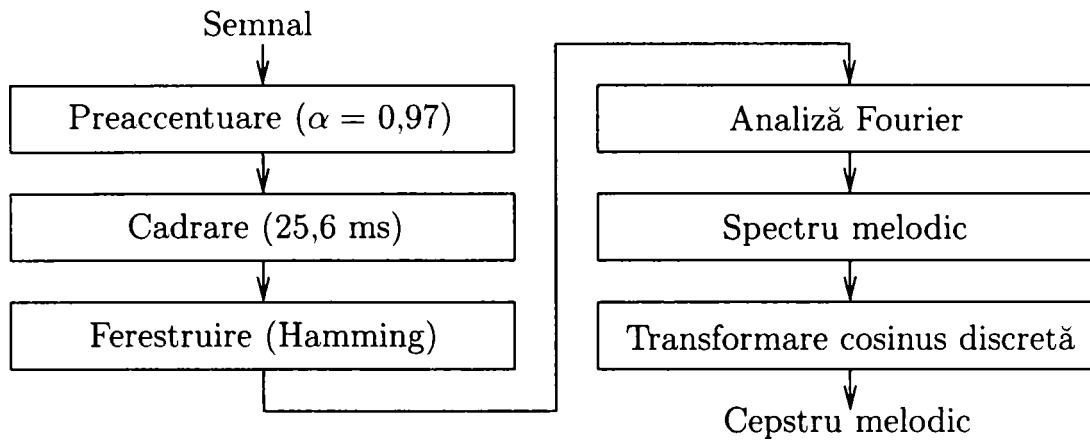 Semnal
Preaccentuare (α = 0,97)
Cadrare (25,6 ms)
Ferestruire (Hamming)
Analiză Fourier
Spectru melodic
Transformare cosinus discretă
Cepstru melodic